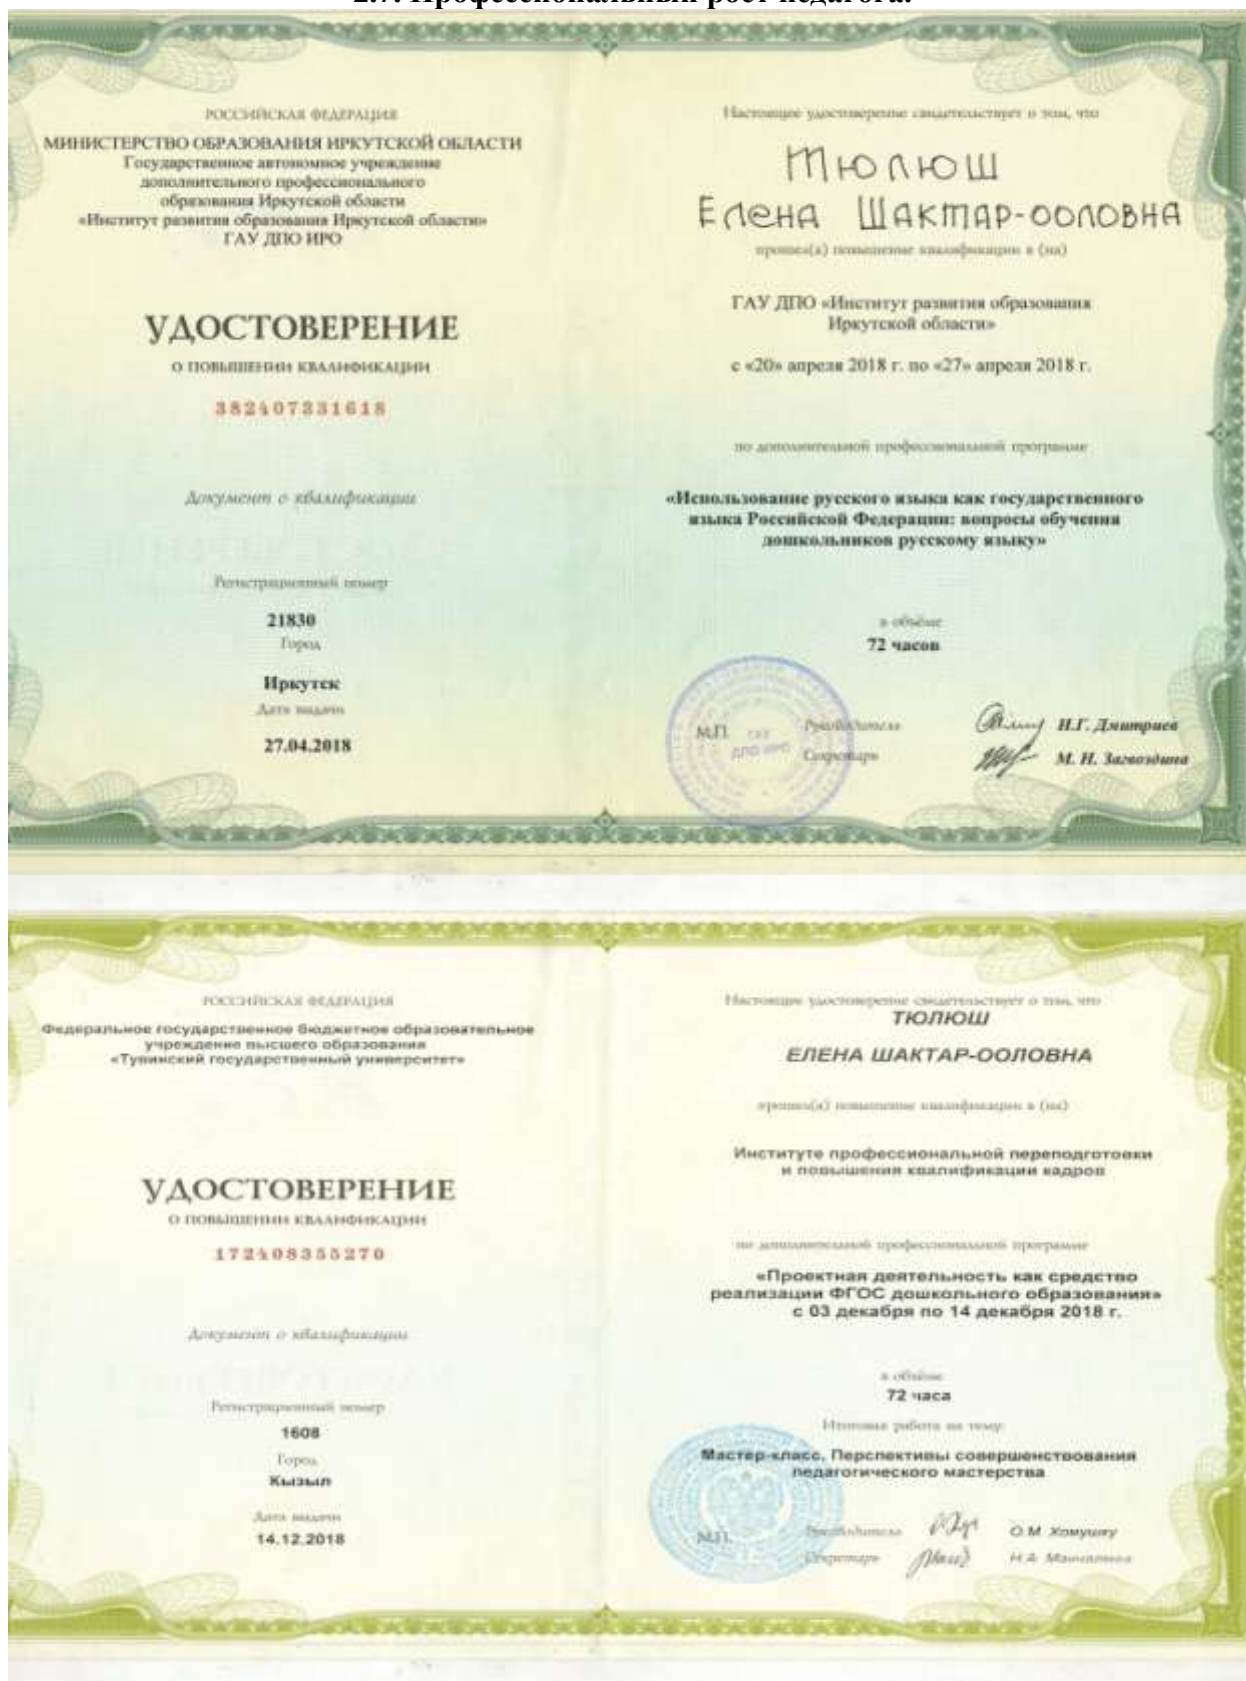 2.7. Профессиональный рост педагога.
РОССИЙСКАЯ ФЕДЕРАЦИЯ
МИНИСТЕРСТВО ОБРАЗОВАНИЯ ИРКУТСКОЙ ОБЛАСТИ
Государственное автономное учреждение
дополнительного профессионального
образования Иркутской области
«Институт развития образования Иркутской области»
ГАУ ДПО ИРО
УДОСТОВЕРЕНИЕ
О ПОВЫШЕНИИ КВАЛИФИКАЦИИ
382407331618
Документ о квалификации
Регистрационный номер
21830
Город
Иркутск
Дата выдачи
27.04.2018
Настоящее удостоверение свидетельствует о том, что
Тюлюш
Елена Шактар-ооловна
прошел(а) повышение квалификации в (на)
ГАУ ДПО «Институт развития образования
Иркутской области»
с «20» апреля 2018 г. по «27» апреля 2018 г.
по дополнительной профессиональной программе
«Использование русского языка как государственного
языка Российской Федерации: вопросы обучения
дошкольников русскому языку»
в объёме
72 часов
М.П.
ГАУ
ДПО ИРО
Руководитель
И.Г. Дмитриев
Секретарь
М. Н. Загвоздина
РОССИЙСКАЯ ФЕДЕРАЦИЯ
Федеральное государственное бюджетное образовательное
учреждение высшего образования
«Тувинский государственный университет»
УДОСТОВЕРЕНИЕ
О ПОВЫШЕНИИ КВАЛИФИКАЦИИ
172408355270
Документ о квалификации
Регистрационный номер
1608
Город
Кызыл
Дата выдачи
14.12.2018
Настоящее удостоверение свидетельствует о том, что
ТЮЛЮШ
ЕЛЕНА ШАКТАР-ООЛОВНА
прошел(а) повышение квалификации в (на)
Институте профессиональной переподготовки
и повышения квалификации кадров
по дополнительной профессиональной программе
«Проектная деятельность как средство
реализации ФГОС дошкольного образования»
с 03 декабря по 14 декабря 2018 г.
в объёме
72 часа
Итоговая работа на тему:
Мастер-класс. Перспективы совершенствования
педагогического мастерства
М.П.
Руководитель
О.М. Хомушку
Секретарь
Н.А.